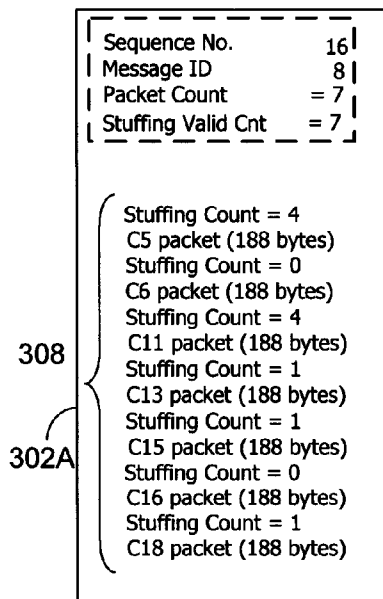 Sequence No. 16
Message ID 8
Packet Count = 7
Stuffing Valid Cnt = 7
Stuffing Count = 4
C5 packet (188 bytes)
Stuffing Count = 0
C6 packet (188 bytes)
Stuffing Count = 4
C11 packet (188 bytes)
Stuffing Count = 1
C13 packet (188 bytes)
Stuffing Count = 1
C15 packet (188 bytes)
Stuffing Count = 0
C16 packet (188 bytes)
Stuffing Count = 1
C18 packet (188 bytes)
308
302A